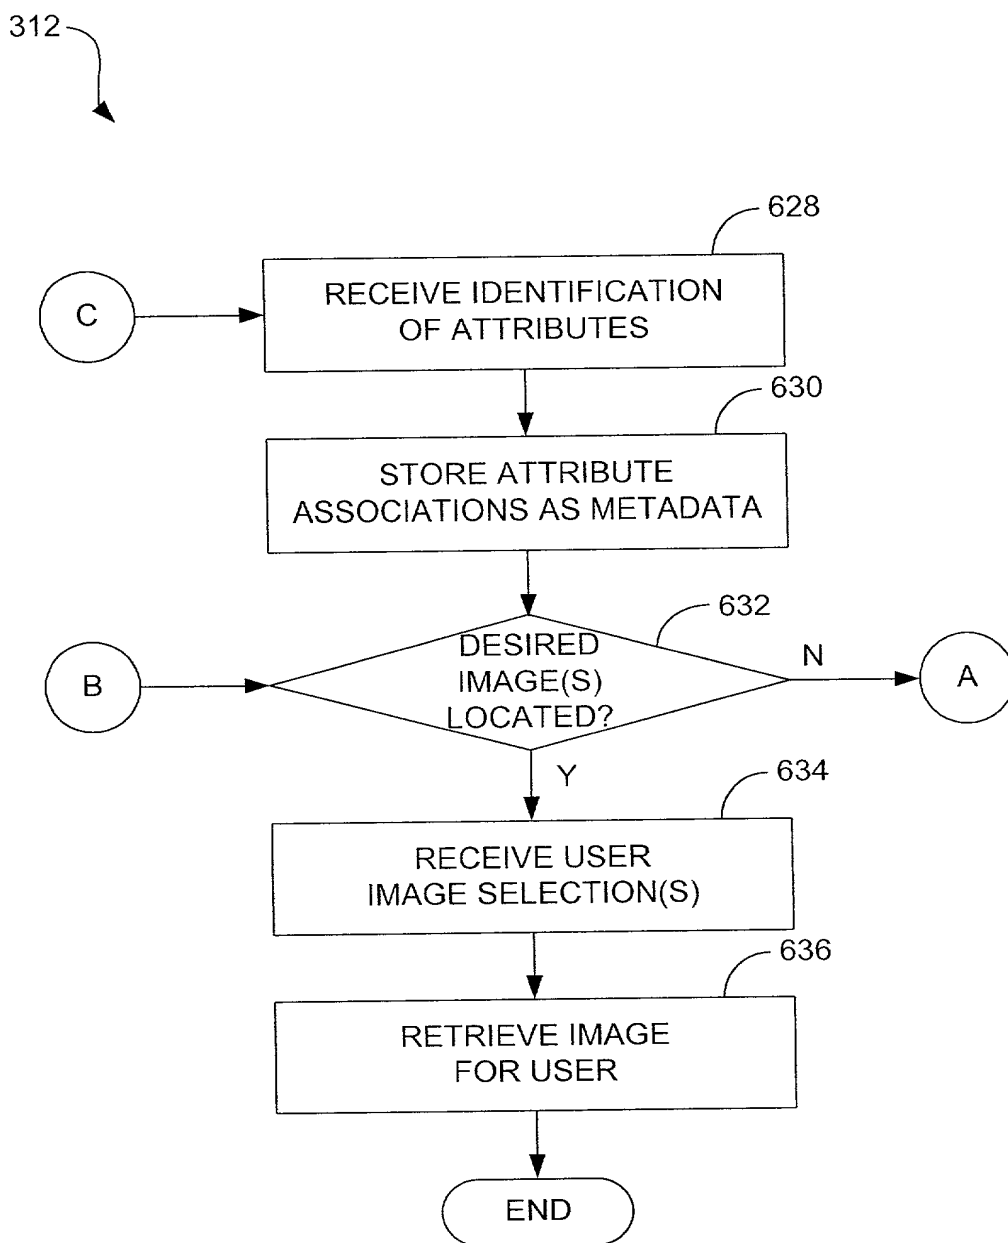 312
628
C
RECEIVE IDENTIFICATION
OF ATTRIBUTES
630
STORE ATTRIBUTE
ASSOCIATIONS AS METADATA
632
B
DESIRED
IMAGE(S)
LOCATED?
N
A
Y
634
RECEIVE USER
IMAGE SELECTION(S)
636
RETRIEVE IMAGE
FOR USER
END